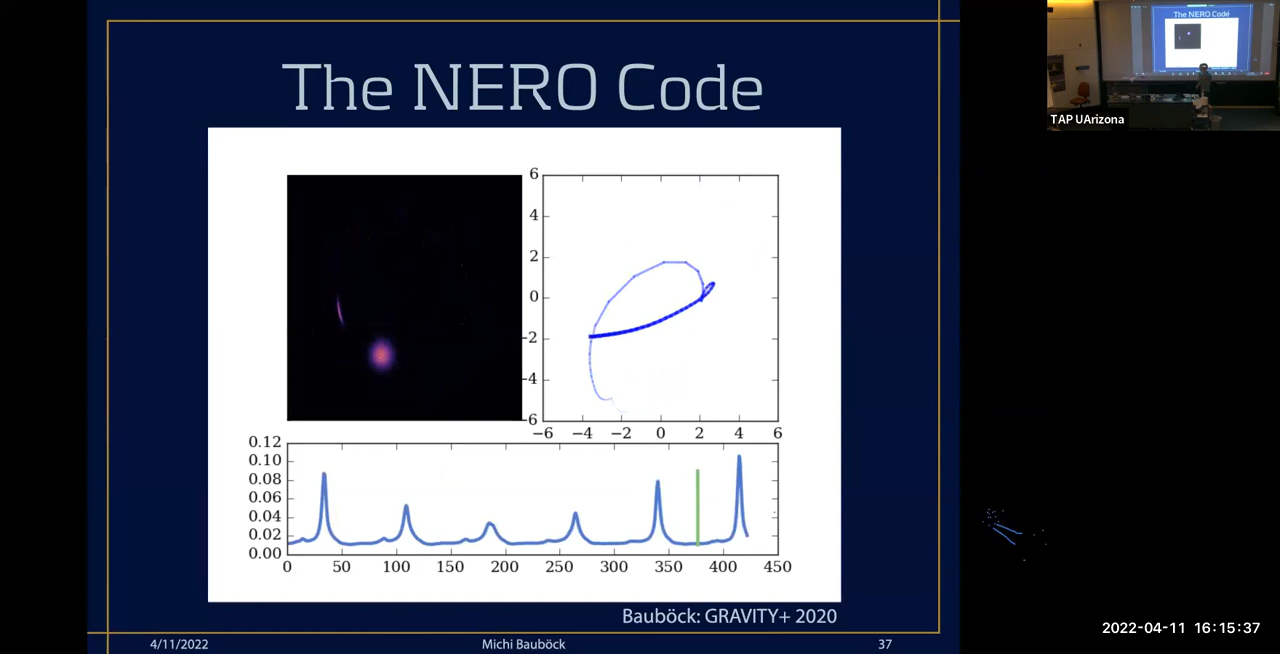 The NERO Code
6
4
2
0
−2
−4
−6
−6 −4 −2 0 2 4 6
0.12
0.10
0.08
0.06
0.04
0.02
0.00
0 50 100 150 200 250 300 350 400 450
Bauböck: GRAVITY+ 2020
4/11/2022 Michi Bauböck 37
The NERO Code
TAP UArizona
2022-04-11 16:15:37